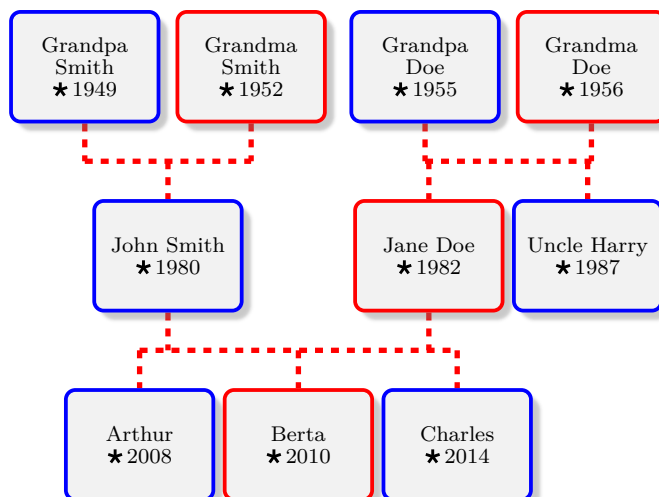 Grandpa
Smith
★1949
Grandma
Smith
★1952
Grandpa
Doe
★1955
Grandma
Doe
★1956
John Smith
★1980
Jane Doe
★1982
Uncle Harry
★1987
Arthur
★2008
Berta
★2010
Charles
★2014